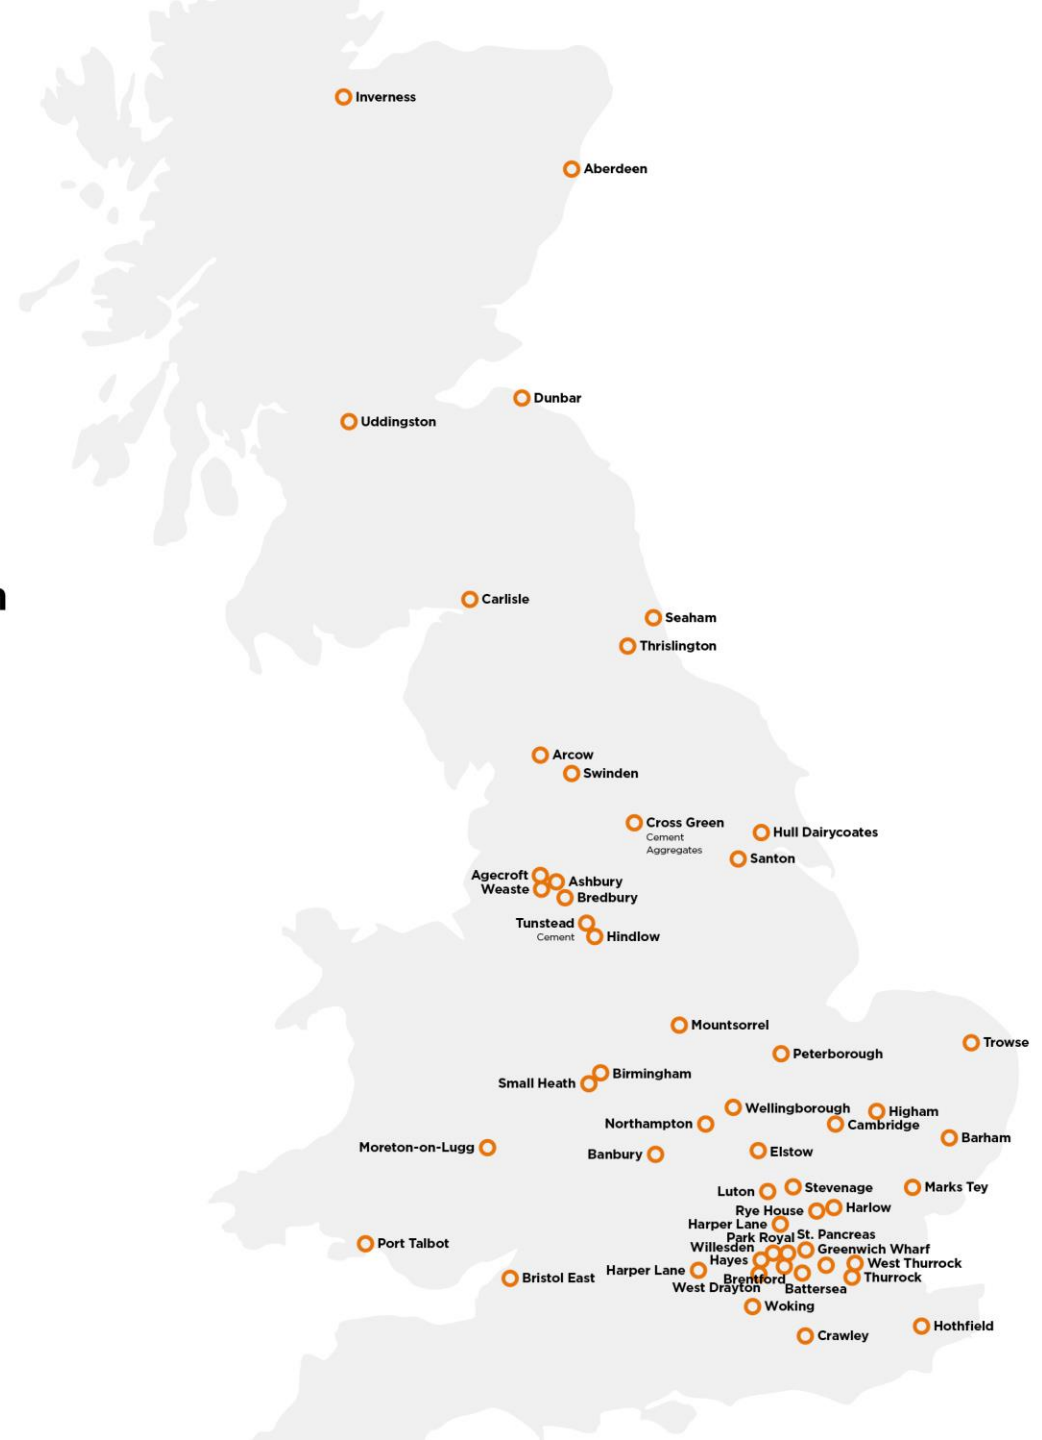 Inverness
Aberdeen
Dunbar
Uddingston
Carlisle
Seaham
Thrislington
Arcow
Swinden
Cross Green
Cement
Aggregates
Hull Dairycoates
Santon
Agecroft
Ashbury
Weaste
Bredbury
Tunstead
Cement
Hindlow
Mountsorrel
Trowse
Peterborough
Birmingham
Small Heath
Wellingborough
Higham
Northampton
Cambridge
Barham
Moreton-on-Lugg
Banbury
Elstow
Luton
Stevenage
Marks Tey
Rye House
Harlow
Harper Lane
Park Royal
St. Pancreas
Port Talbot
Willesden
Greenwich Wharf
Hayes
West Thurrock
Harper Lane
Bristol East
Brentford
Thurrock
West Drayton
Battersea
Woking
Hothfield
Crawley